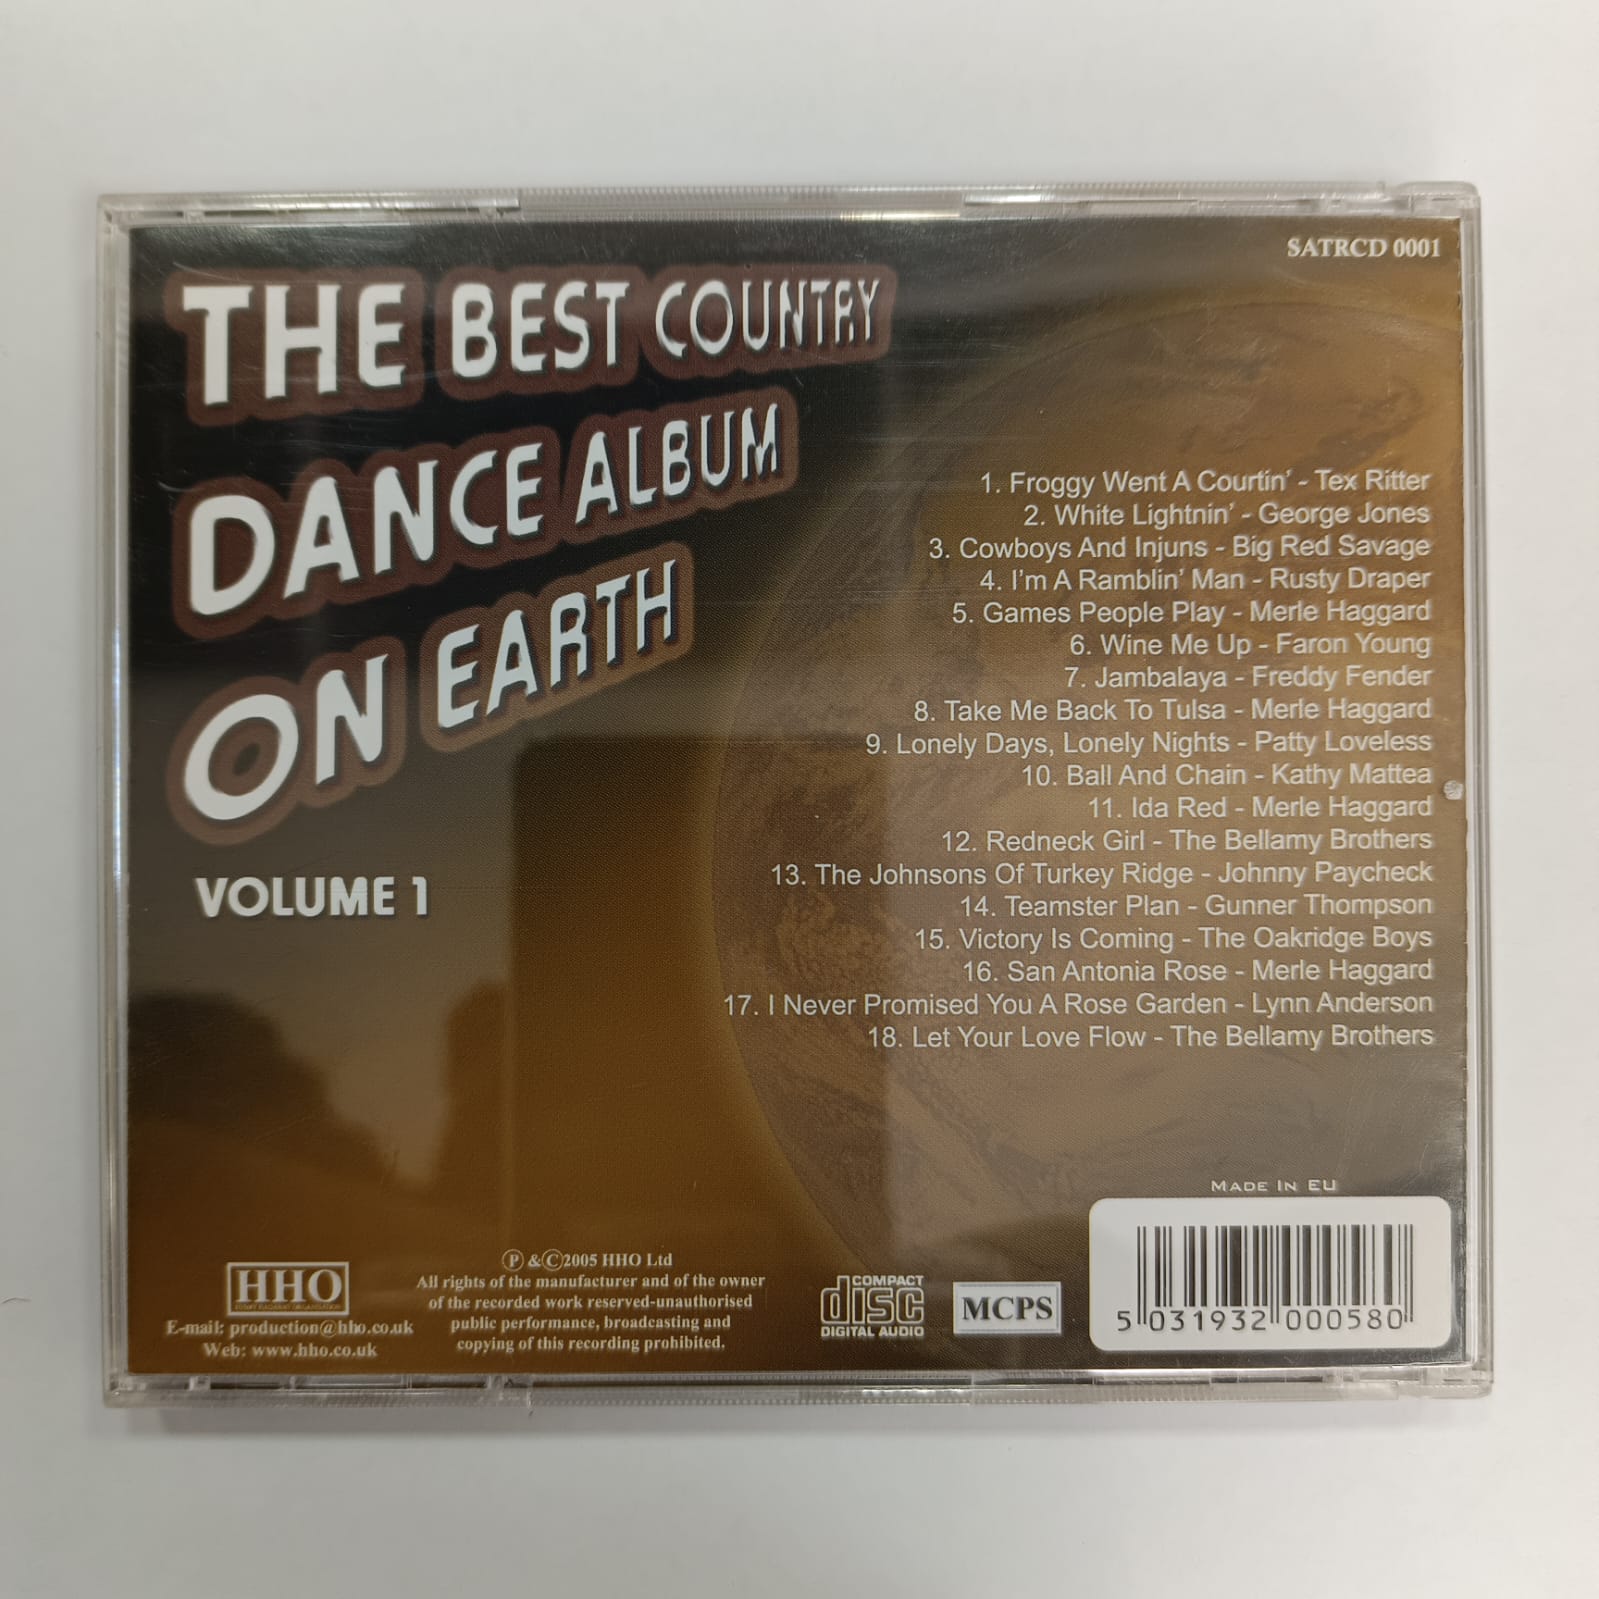 SATRCD 0001
THE BEST COUNTRY
DANCE ALBUM
ON EARTH
VOLUME 1
1. Froggy Went A Courtin' - Tex Ritter
2. White Lightnin' - George Jones
3. Cowboys And Injuns - Big Red Savage
4. I'm A Ramblin' Man - Rusty Draper
5. Games People Play - Merle Haggard
6. Wine Me Up - Faron Young
7. Jambalaya - Freddy Fender
8. Take Me Back To Tulsa - Merle Haggard
9. Lonely Days, Lonely Nights - Patty Loveless
10. Ball And Chain - Kathy Mattea
11. Ida Red - Merle Haggard
12. Redneck Girl - The Bellamy Brothers
13. The Johnsons Of Turkey Ridge - Johnny Paycheck
14. Teamster Plan - Gunner Thompson
15. Victory Is Coming - The Oakridge Boys
16. San Antonia Rose - Merle Haggard
17. I Never Promised You A Rose Garden - Lynn Anderson
18. Let Your Love Flow - The Bellamy Brothers
HHO
E-mail: production@hho.co.uk
Web: www.hho.co.uk
Ⓟ &Ⓒ2005 HHO Ltd
All rights of the manufacturer and of the owner
of the recorded work reserved-unauthorised
public performance, broadcasting and
copying of this recording prohibited.
COMPACT
disc
DIGITAL AUDIO
MCPS
MADE IN EU
5 031932 000580